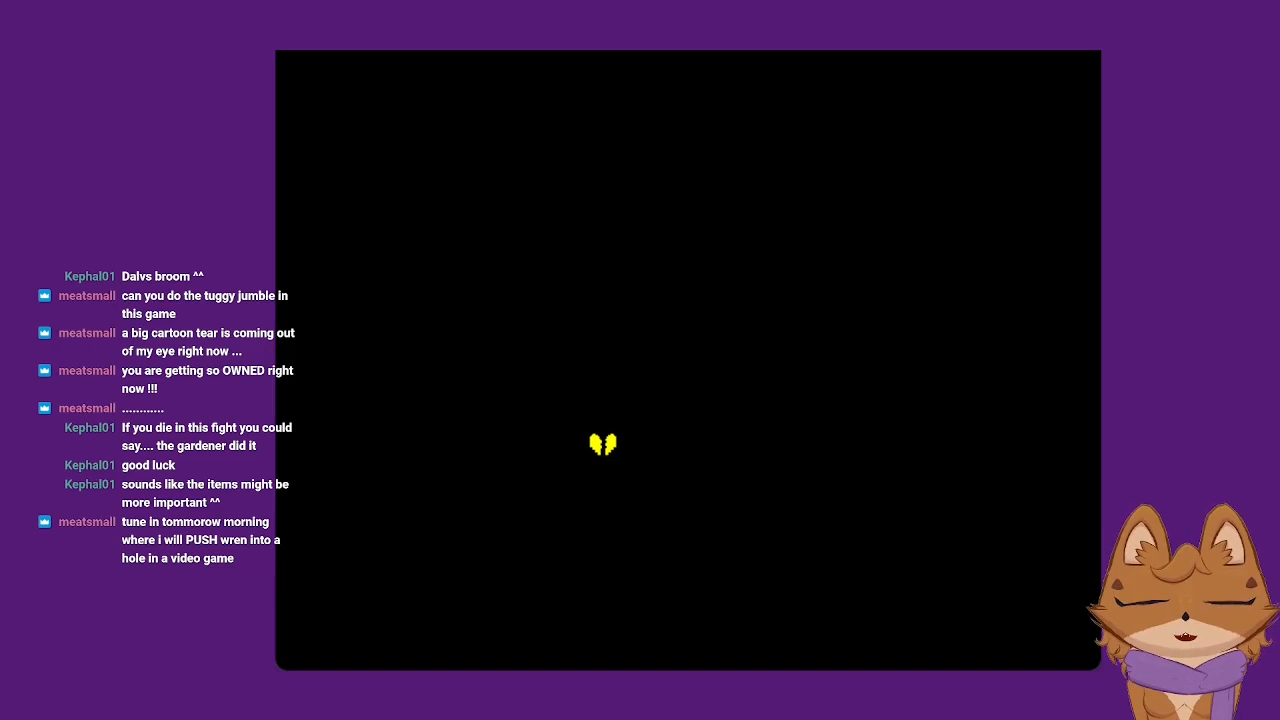 Kephal01 Dalvs broom ^^
meatsmall can you do the tuggy jumble in
this game
meatsmall a big cartoon tear is coming out
of my eye right now ...
meatsmall you are getting so OWNED right
now !!!
meatsmall ............
Kephal01 If you die in this fight you could
say.... the gardener did it
Kephal01 good luck
Kephal01 sounds like the items might be
more important ^^
meatsmall tune in tommorow morning
where i will PUSH wren into a
hole in a video game